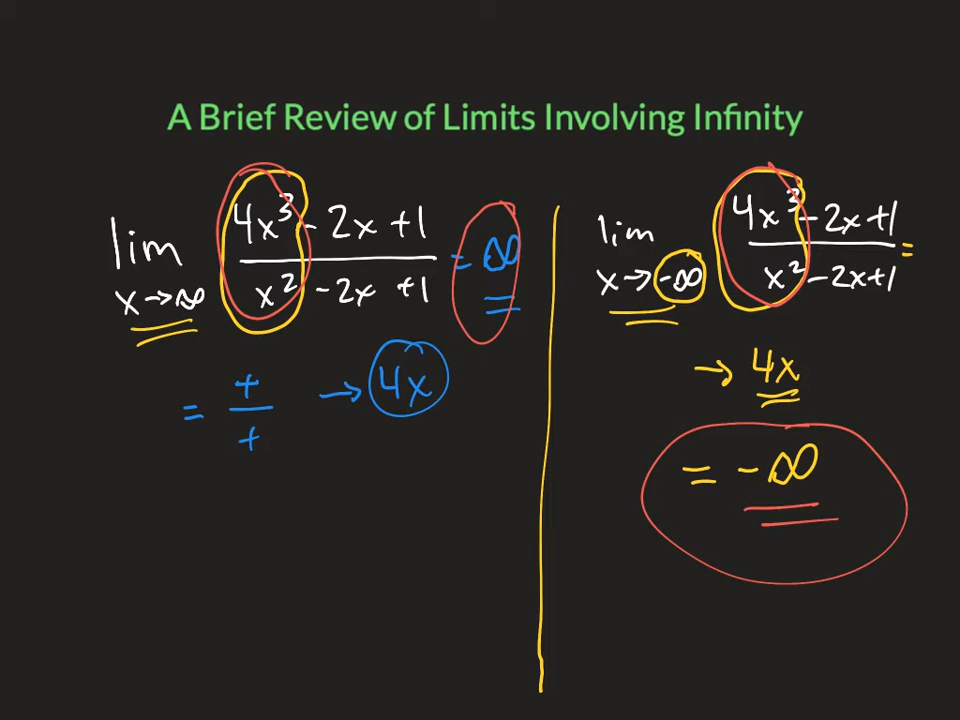 A Brief Review of Limits Involving Infinity
lim x→∞ (4x³ - 2x + 1)/(x² - 2x + 1) = ∞
= +/+ → 4x
lim x→-∞ (4x³ - 2x + 1)/(x² - 2x + 1) =
→ 4x
= -∞